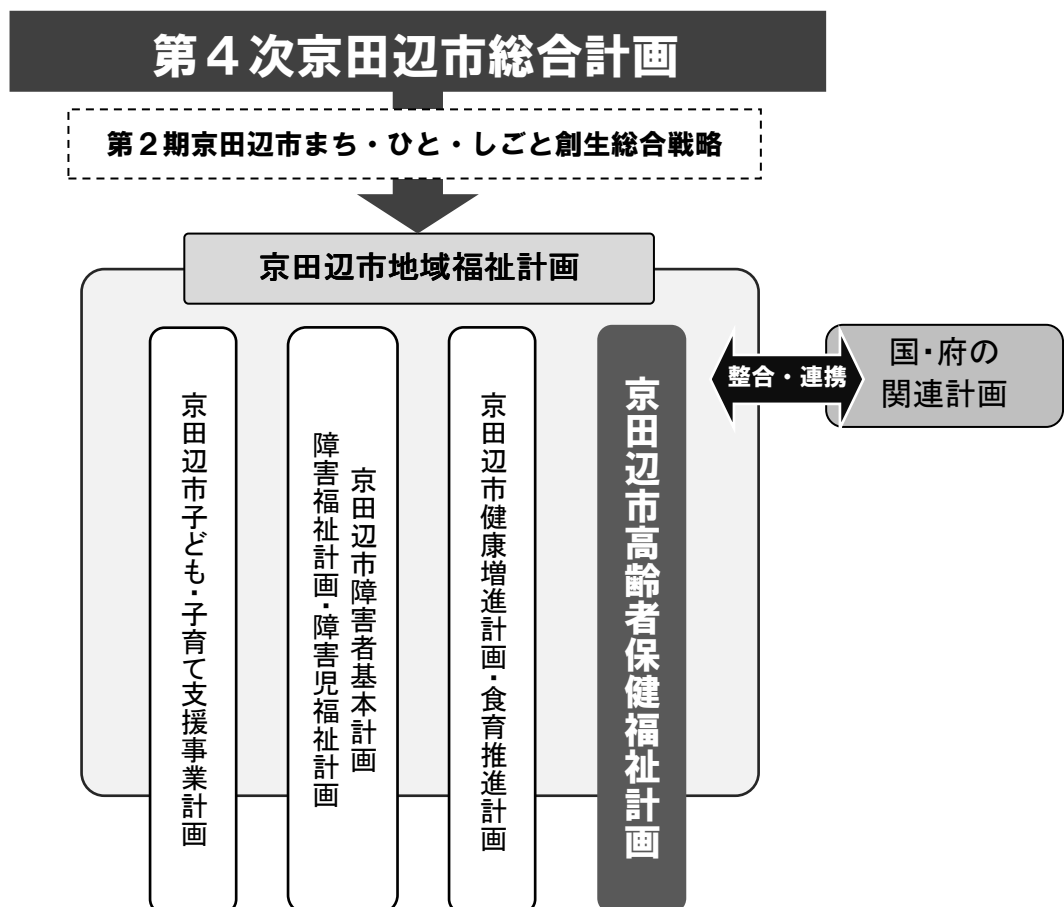 第４次京田辺市総合計画
第２期京田辺市まち・ひと・しごと創生総合戦略
京田辺市地域福祉計画
京田辺市子ども・子育て支援事業計画
京田辺市障害者基本計画
障害福祉計画・障害児福祉計画
京田辺市健康増進計画・食育推進計画
京田辺市高齢者保健福祉計画
整合・連携
国・府の
関連計画